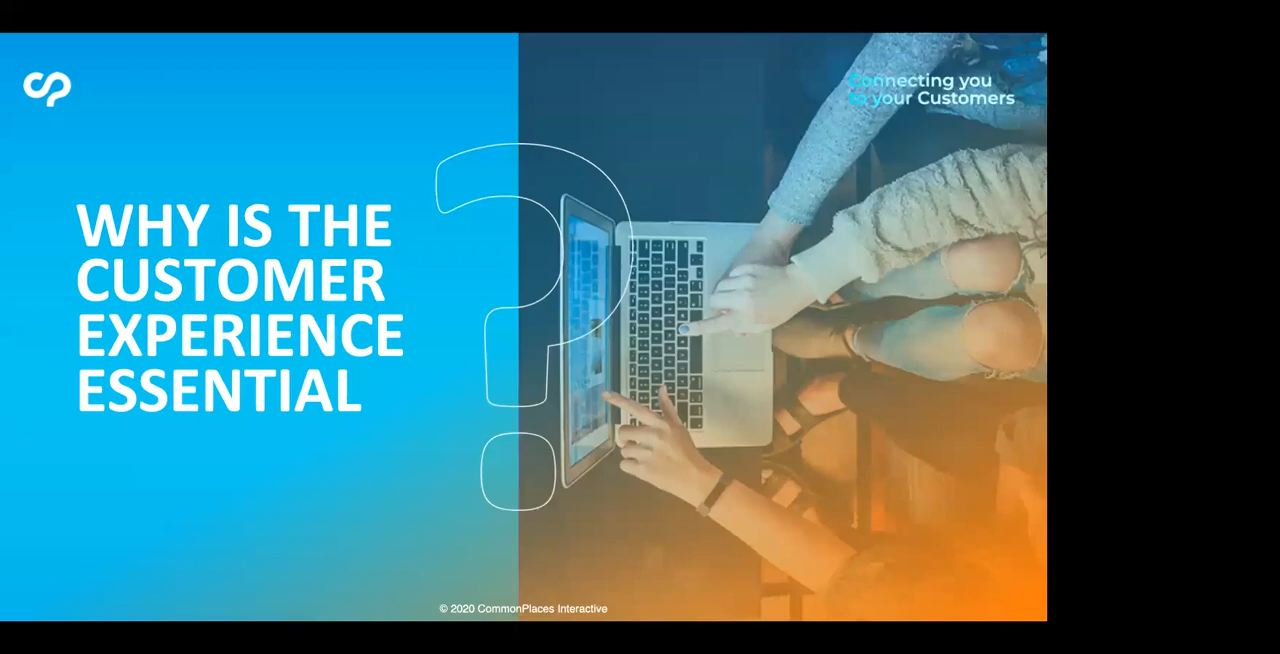 Connecting you
to your Customers
WHY IS THE
CUSTOMER
EXPERIENCE
ESSENTIAL
?
© 2020 CommonPlaces Interactive